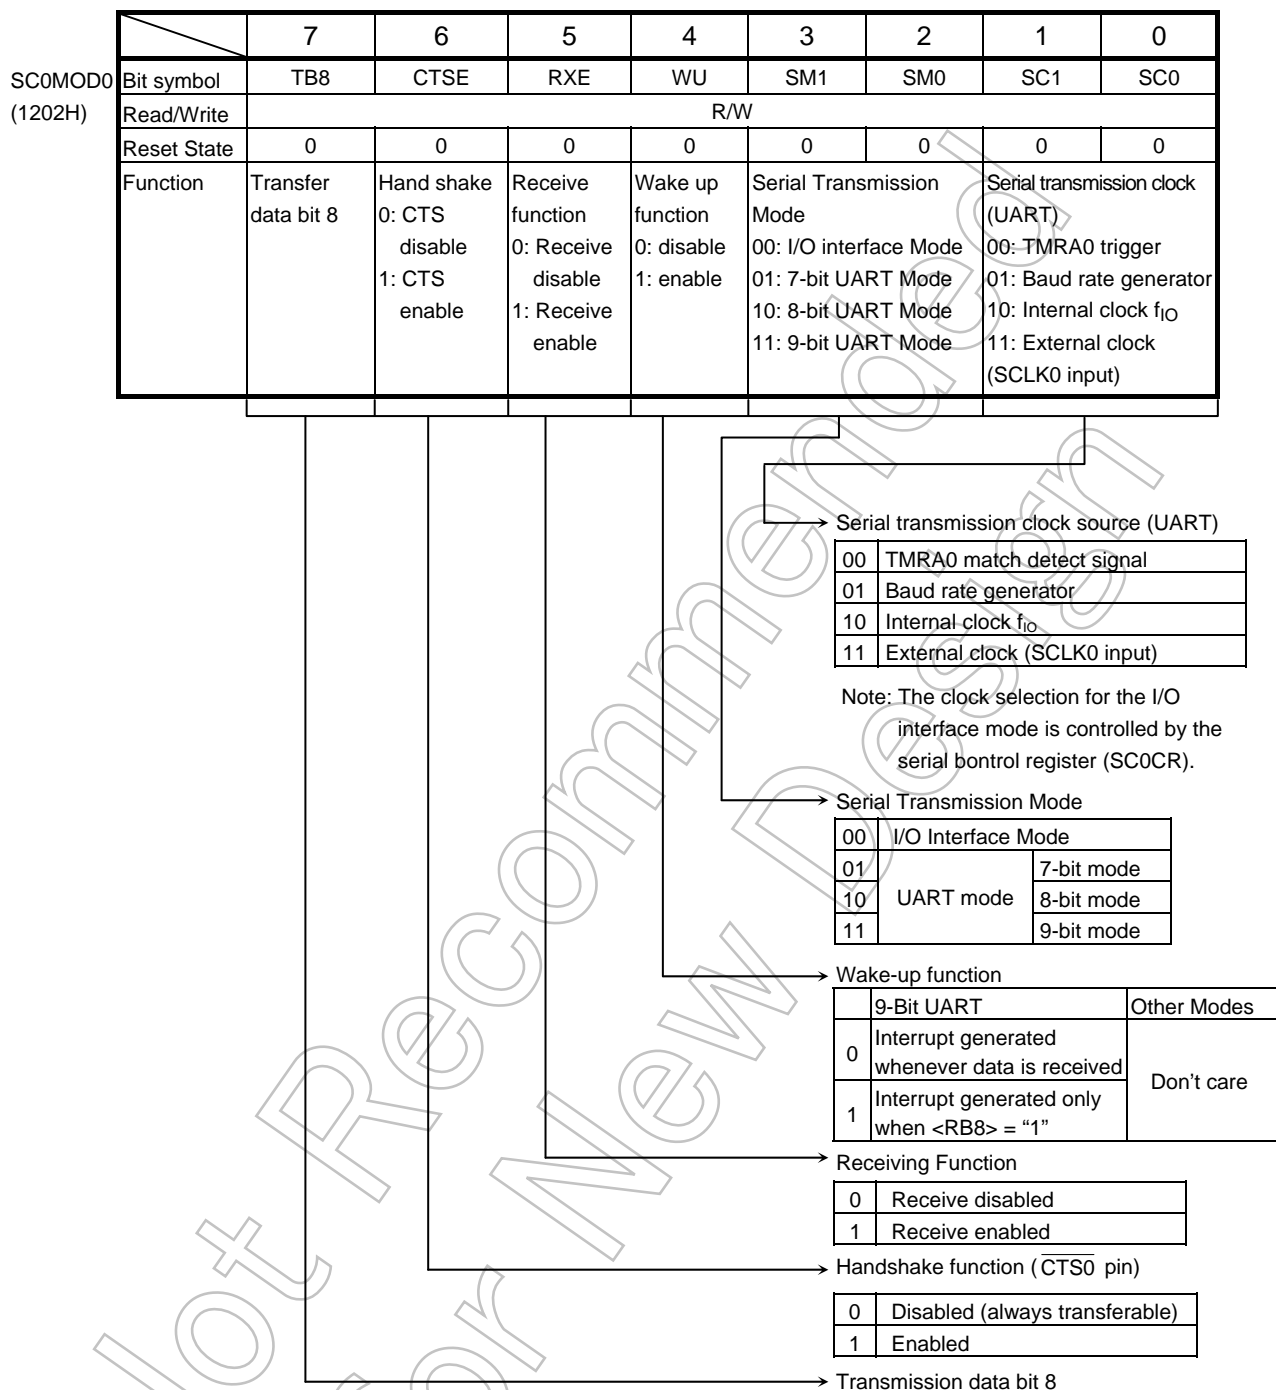 7 6 5 4 3 2 1 0
SC0MOD0 Bit symbol TB8 CTSE RXE WU SM1 SM0 SC1 SC0
(1202H) Read/Write R/W
Reset State 0 0 0 0 0 0 0 0
Function Transfer Hand shake Receive Wake up Serial Transmission Serial transmission clock
data bit 8 0: CTS function function Mode (UART)
disable 0: Receive 0: disable 00: I/O interface Mode 00: TMRA0 trigger
1: CTS disable 1: enable 01: 7-bit UART Mode 01: Baud rate generator
enable 1: Receive 10: 8-bit UART Mode 10: Internal clock fIO
enable 11: 9-bit UART Mode 11: External clock
(SCLK0 input)
Serial transmission clock source (UART)
00 TMRA0 match detect signal
01 Baud rate generator
10 Internal clock fIO
11 External clock (SCLK0 input)
Note: The clock selection for the I/O
interface mode is controlled by the
serial bontrol register (SC0CR).
Serial Transmission Mode
00 I/O Interface Mode
01 7-bit mode
10 UART mode 8-bit mode
11 9-bit mode
Wake-up function
9-Bit UART Other Modes
0 Interrupt generated
whenever data is received
Don't care
1 Interrupt generated only
when <RB8> = “1”
Receiving Function
0 Receive disabled
1 Receive enabled
Handshake function (CTS0 pin)
0 Disabled (always transferable)
1 Enabled
Transmission data bit 8
Not Recommended
for New Design